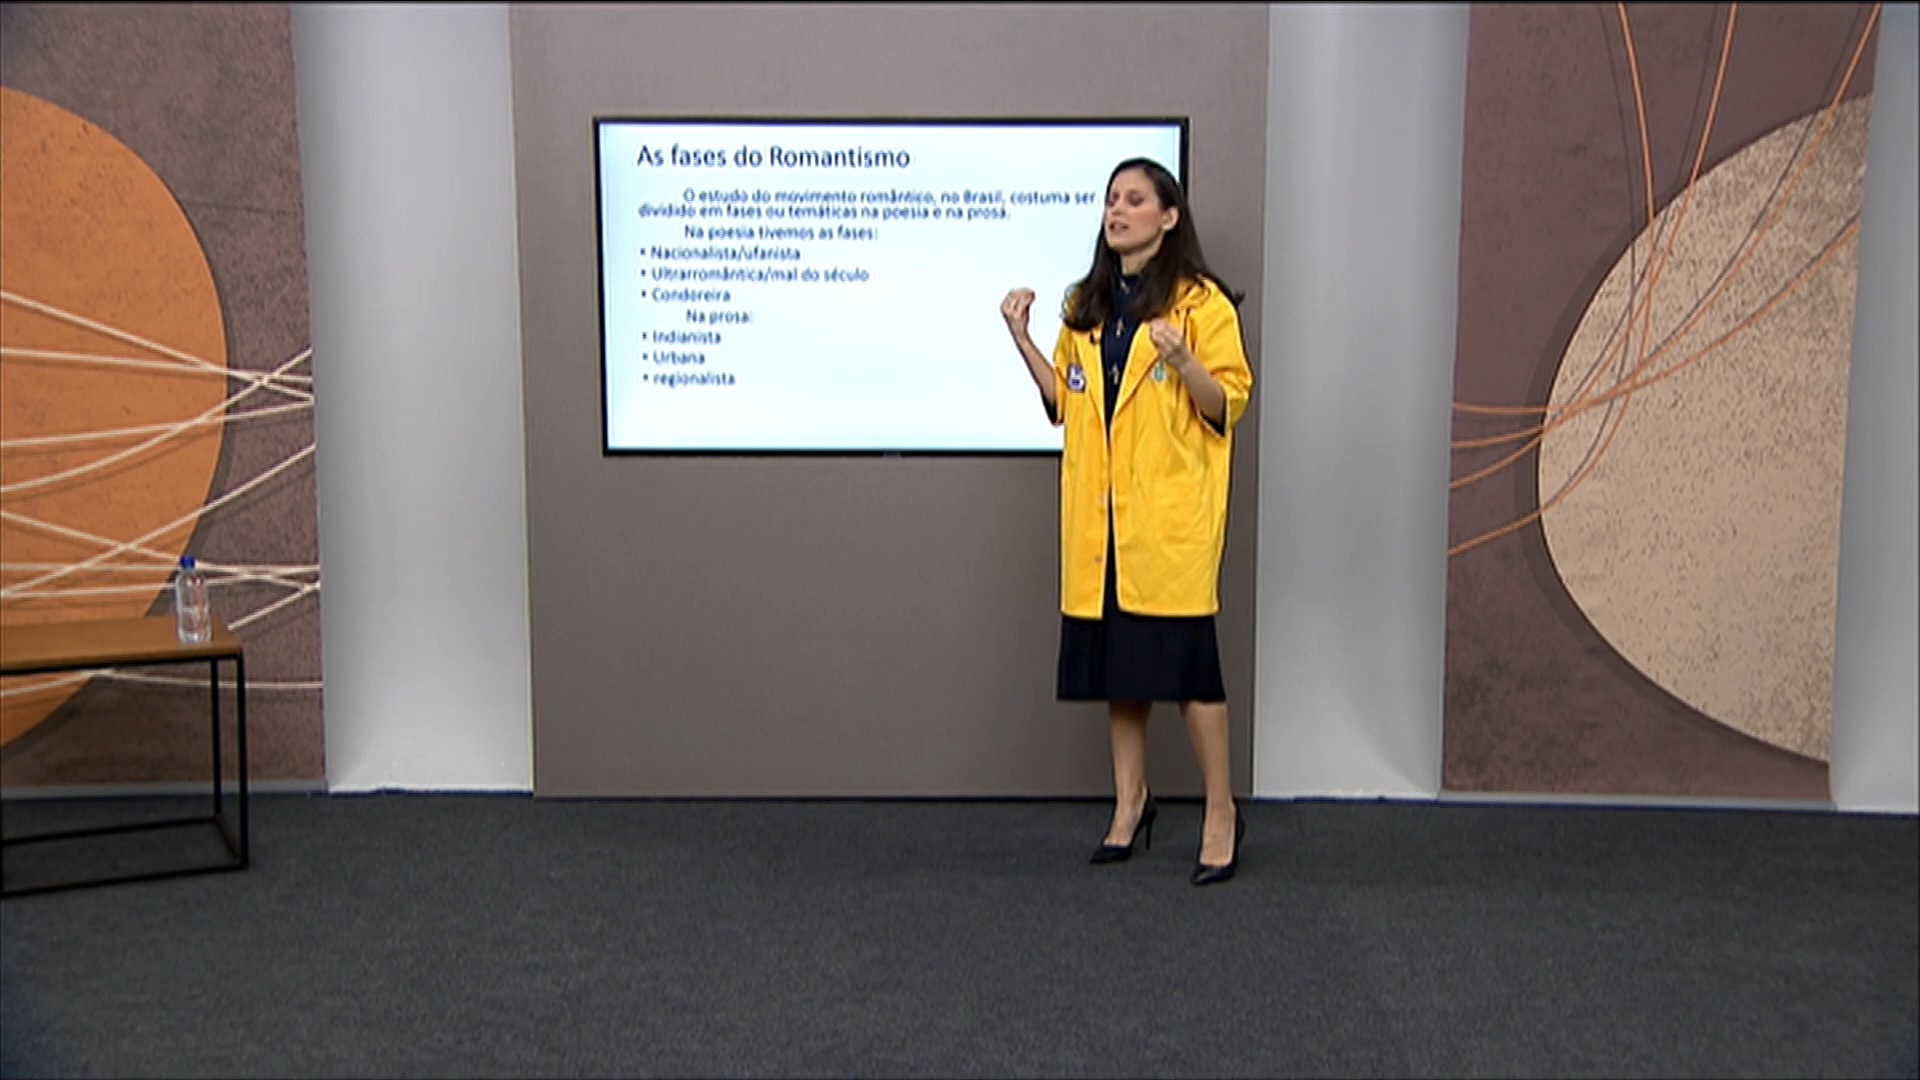 As fases do Romantismo
O estudo do movimento romântico, no Brasil, costuma ser
dividido em fases ou temáticas na poesia e na prosa.
Na poesia tivemos as fases:
• Nacionalista/ufanista
• Ultrarromântica/mal do século
• Condoreira
Na prosa:
• Indianista
• Urbana
• regionalista